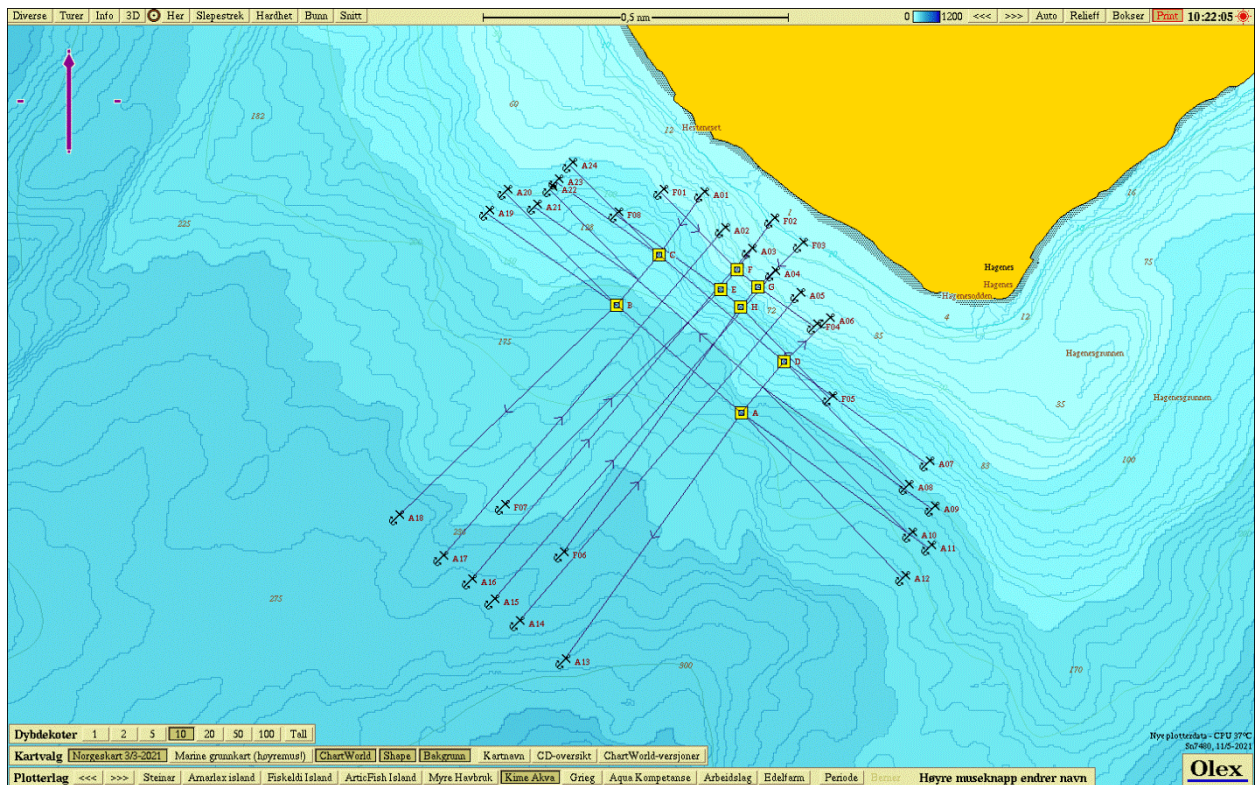 Diverse Turer Info 3D Her Slepestrek Hardhet Bunn Snitt 0,5 nm 0 1200 <<< >>> Auto Relieff Bokser Print 10:22:05
60
182
12
Hesteneset
A24
A23
A20 A22 F01 A01
A21
A19 F08 1 F02
225 128 A02
A03 F03
C
F A04 Hagenes 75
E G Hagenes
A05 Hagenesodden
B H 72 4 12
A06
F04
175 85
D Hagenesgrunnen
F05 Hagenesgrunnen
35
A
100
A07 83
A08
F07 A09
A18
A10
A11
A17 F06
A16 A12
275 A15
A14
A13 300 170
Dybdekoter 1 2 5 10 20 50 100 Tall
Nye plotterdata - CPU 37°C
Sn7480, 11/5-2021
Kartvalg Norgeskart 3/3-2021 Marine grunnkart (høyremus!) ChartWorld Shape Bakgrunn Kartnavn CD-oversikt ChartWorld-versjoner
Olex
Plotterlag <<< >>> Steinar Arnarlax island Fiskeldi Island ArticFish Island Myre Havbruk Kime Akva Grieg Aqua Kompetanse Arbeidslag Edelfarm Periode Høyre museknapp endrer navn